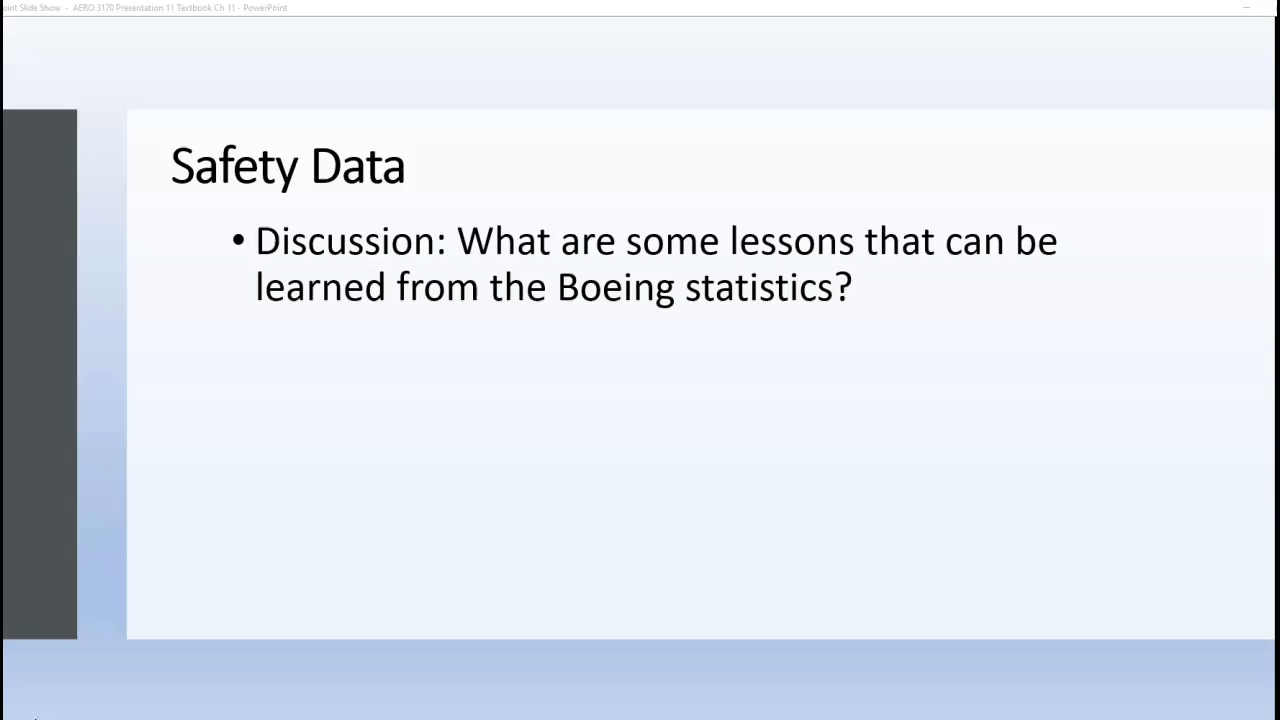 oint Slide Show - AERO 3170 Presentation 11 Textbook Ch 11 - PowerPoint
Safety Data
• Discussion: What are some lessons that can be
learned from the Boeing statistics?